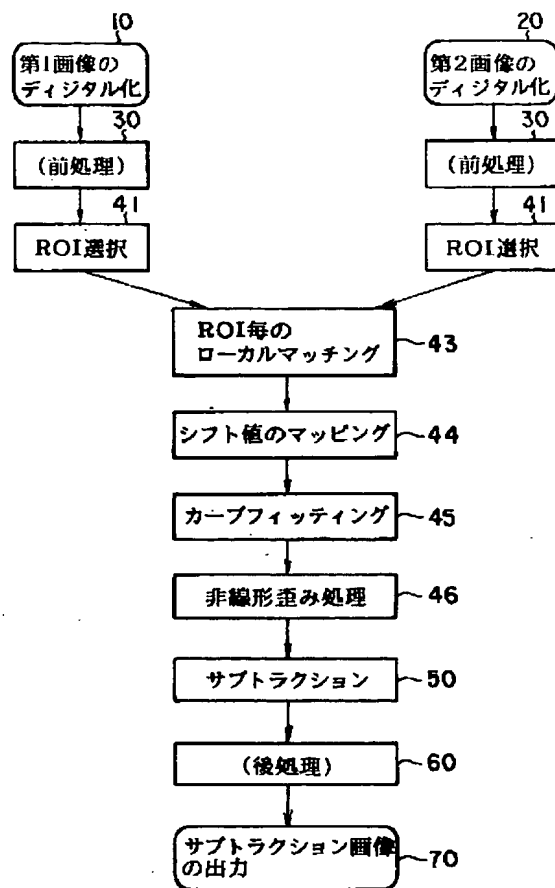 10
第1画像の
ディジタル化
20
第2画像の
ディジタル化
30
(前処理)
30
(前処理)
41
ROI選択
41
ROI選択
ROI毎の
ローカルマッチング
43
シフト値のマッピング
44
カーブフィッティング
45
非線形歪み処理
46
サブトラクション
50
(後処理)
60
サブトラクション画像
の出力
70